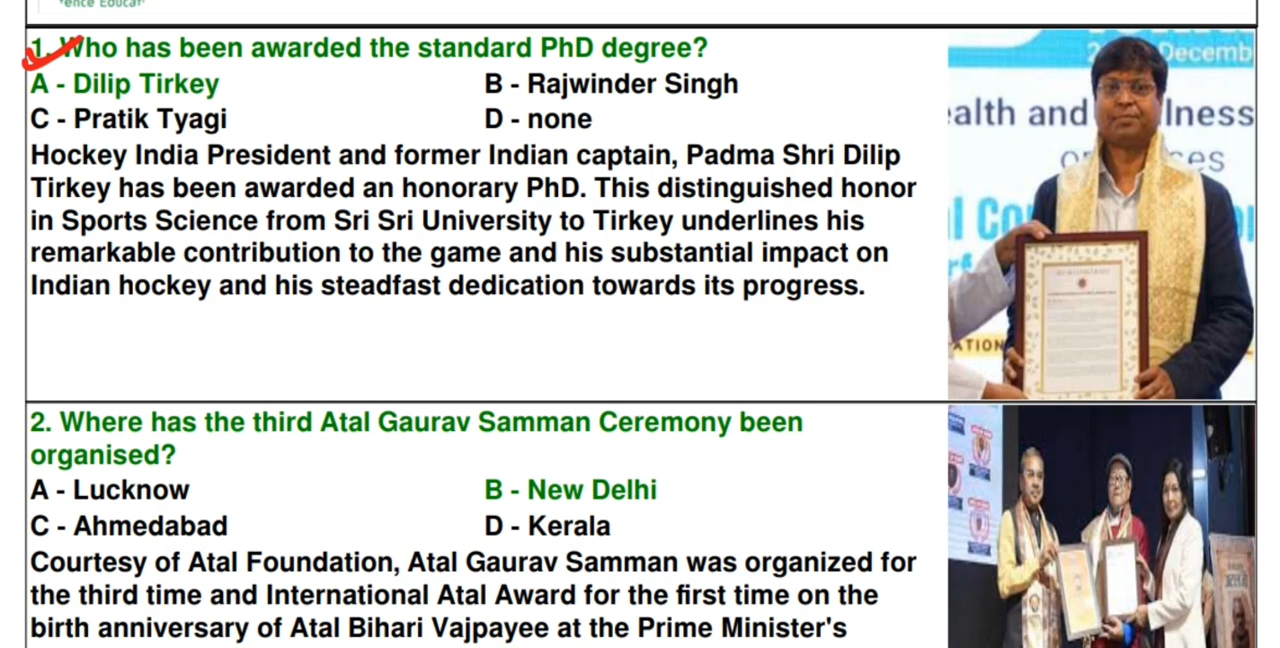 ence Educat
1. Who has been awarded the standard PhD degree?
A - Dilip Tirkey B - Rajwinder Singh
C - Pratik Tyagi D - none
Hockey India President and former Indian captain, Padma Shri Dilip
Tirkey has been awarded an honorary PhD. This distinguished honor
in Sports Science from Sri Sri University to Tirkey underlines his
remarkable contribution to the game and his substantial impact on
Indian hockey and his steadfast dedication towards its progress.
Decemb
alth and lness
2. Where has the third Atal Gaurav Samman Ceremony been
organised?
A - Lucknow B - New Delhi
C - Ahmedabad D - Kerala
Courtesy of Atal Foundation, Atal Gaurav Samman was organized for
the third time and International Atal Award for the first time on the
birth anniversary of Atal Bihari Vajpayee at the Prime Minister's